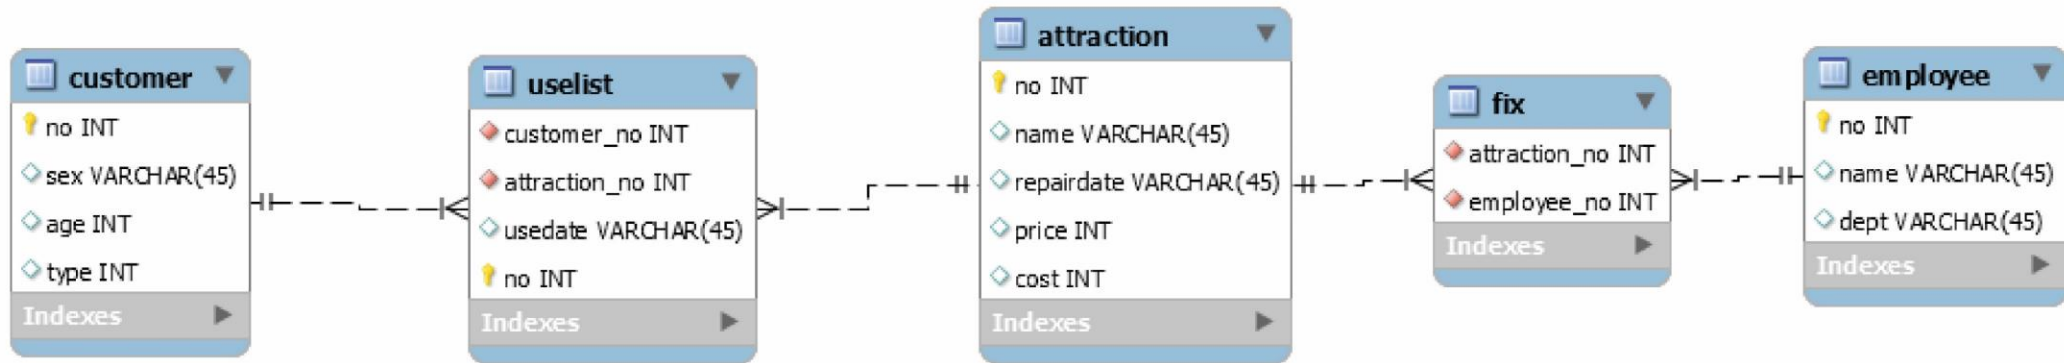 customer
no INT
sex VARCHAR(45)
age INT
type INT
Indexes
uselist
customer_no INT
attraction_no INT
usedate VARCHAR(45)
no INT
Indexes
attraction
no INT
name VARCHAR(45)
repairdate VARCHAR(45)
price INT
cost INT
Indexes
fix
attraction_no INT
employee_no INT
Indexes
employee
no INT
name VARCHAR(45)
dept VARCHAR(45)
Indexes